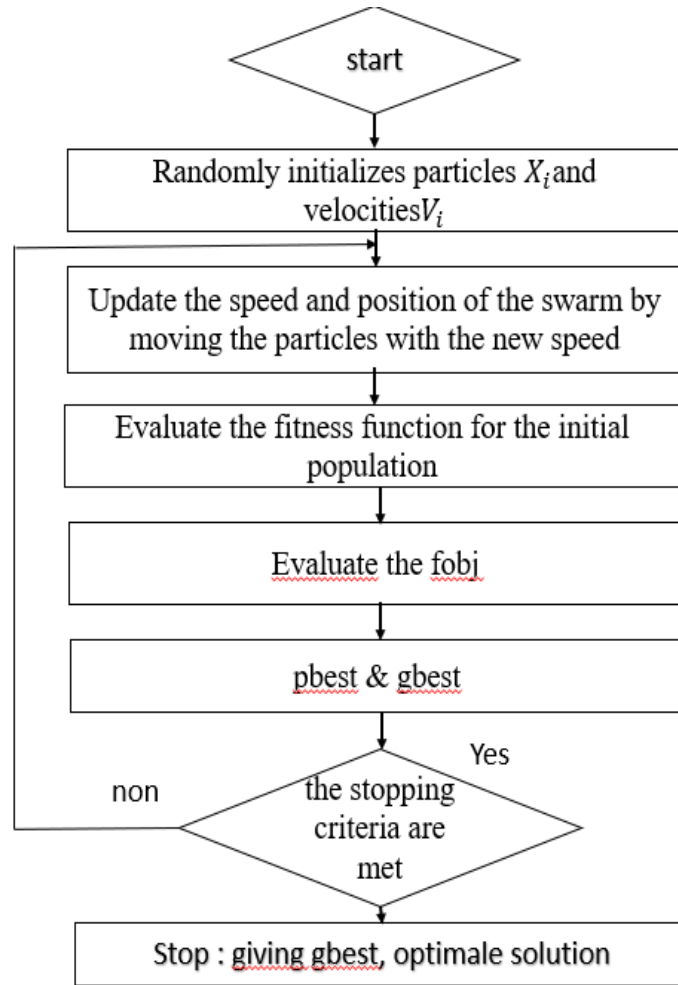 start
Randomly initializes particles 𝑋𝑖and
velocities𝑉𝑖
Update the speed and position of the swarm by
moving the particles with the new speed
Evaluate the fitness function for the initial
population
Evaluate the fobj
pbest & gbest
Yes
non
the stopping
criteria are
met
Stop : giving gbest, optimale solution